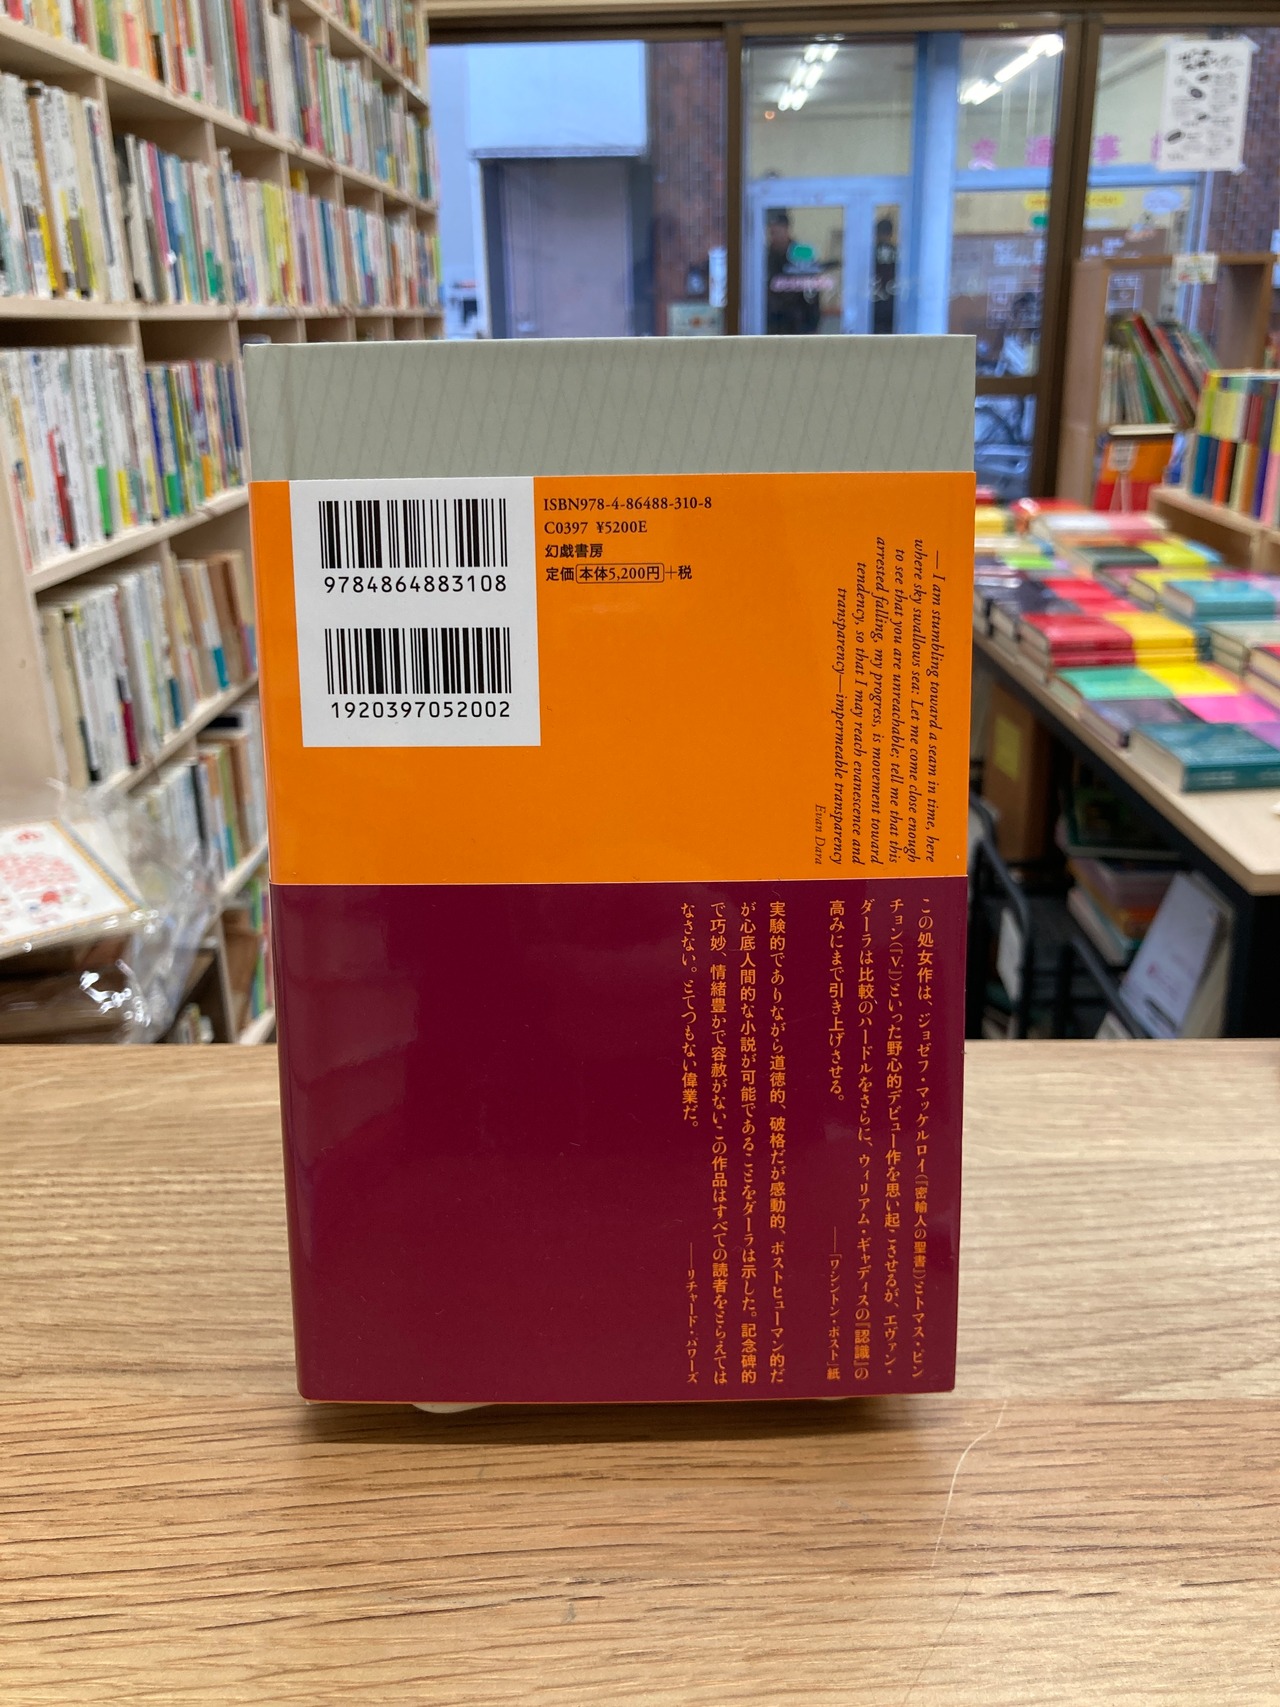 ISBN978-4-86488-310-8
C0397 ¥5200E
幻戯書房
定価 本体5,200円+税
9784864883108
1920397052002
— I am stumbling toward a seam in time, here
where sky swallows sea: Let me come close enough
to see that you are unreachable; tell me that this
arrested falling, my progress, is movement toward
tendency, so that I may reach evanescence and
transparency—impermeable transparency
Evan Dara
この処女作は、ジョゼフ・マッケルロイ(『密輸人の聖書』)とトマス・ピン
チョン(『V.』)といった野心的デビュー作を思い起こさせるが、エヴァン・
ダーラは比較のハードルをさらに、ウィリアム・ギャディスの『認識』の
高みにまで引き上げさせる。
——「ワシントン・ポスト」紙
実験的でありながら道徳的、破格だが感動的、ポストヒューマン的だ
が心底人間的な小説が可能であることをダーラは示した。記念碑的
で巧妙、情緒豊かで容赦がないこの作品はすべての読者をとらえては
なさない。とてつもない偉業だ。
——リチャード・パワーズ